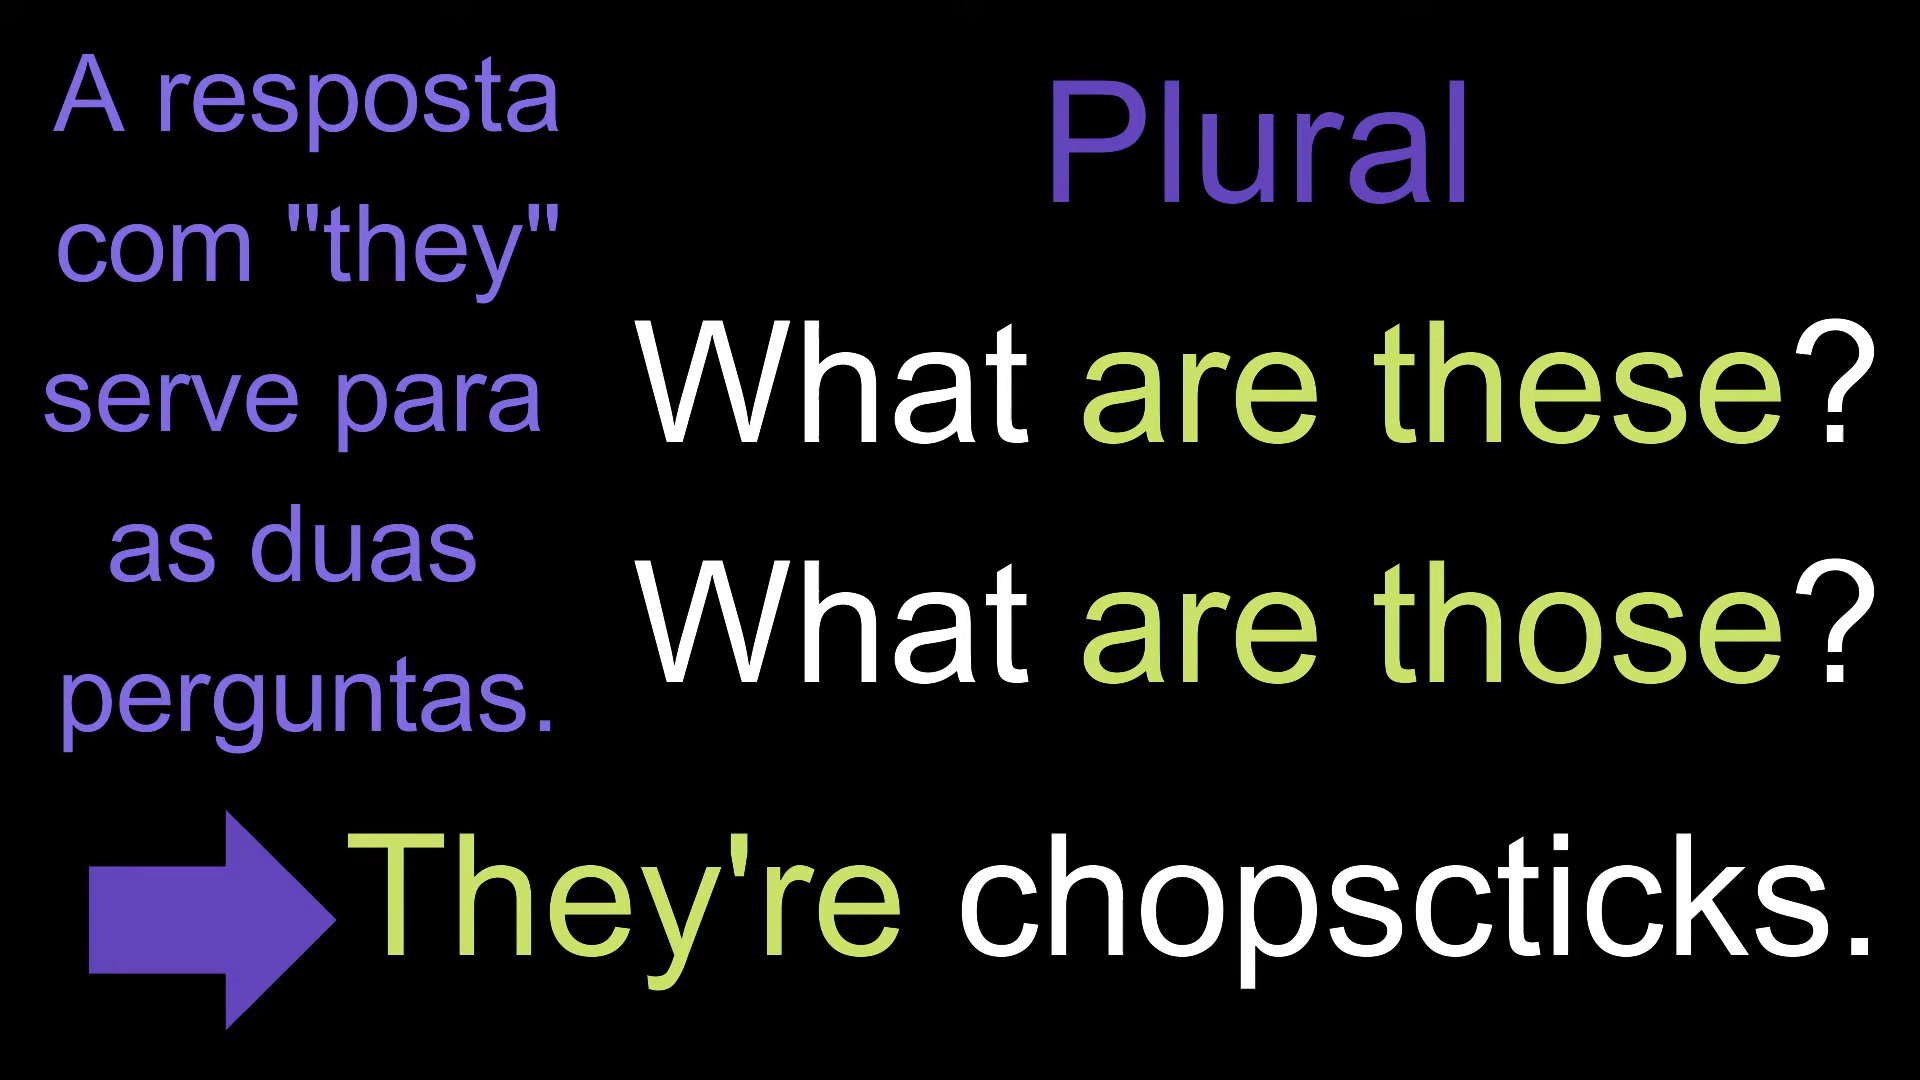 A resposta
com "they"
serve para
as duas
perguntas.
Plural
What are these?
What are those?
They're chopscticks.